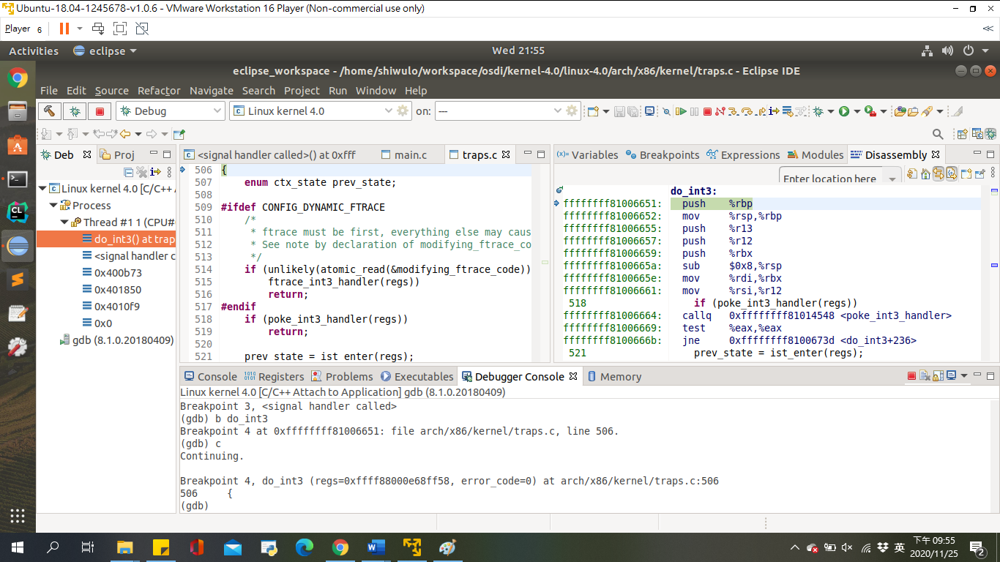 Ubuntu-18.04-1245678-v1.0.6 - VMware Workstation 16 Player (Non-commercial use only)
Player 6
Activities eclipse Wed 21:55
eclipse_workspace - /home/shiwulo/workspace/osdi/kernel-4.0/linux-4.0/arch/x86/kernel/traps.c - Eclipse IDE
File Edit Source Refactor Navigate Search Project Run Window Help
Debug Linux kernel 4.0 on: ---
Deb Proj
Linux kernel 4.0 [C/C++ A
Process
Thread #1 1 (CPU#
do_int3() at trap
<signal handler c
0x400b73
0x401850
0x4010f9
0x0
gdb (8.1.0.20180409)
<signal handler called>() at 0xfff main.c traps.c
506 {
507 enum ctx_state prev_state;
508
509 #ifdef CONFIG_DYNAMIC_FTRACE
510 /*
511 * ftrace must be first, everything else may caus
512 * See note by declaration of modifying_ftrace_co
513 */
514 if (unlikely(atomic_read(&modifying_ftrace_code))
515 ftrace_int3_handler(regs))
516 return;
517 #endif
518 if (poke_int3_handler(regs))
519 return;
520
521 prev_state = ist_enter(regs);
Variables Breakpoints Expressions Modules Disassembly
Enter location here
do_int3:
ffffffff81006651: push %rbp
ffffffff81006652: mov %rsp,%rbp
ffffffff81006655: push %r13
ffffffff81006657: push %r12
ffffffff81006659: push %rbx
ffffffff8100665a: sub $0x8,%rsp
ffffffff8100665e: mov %rdi,%rbx
ffffffff81006661: mov %rsi,%r12
518 if (poke_int3_handler(regs))
ffffffff81006664: callq 0xffffffff81014548 <poke_int3_handler>
ffffffff81006669: test %eax,%eax
ffffffff8100666b: jne 0xffffffff8100673d <do_int3+236>
521 prev_state = ist_enter(regs);
Console Registers Problems Executables Debugger Console Memory
Linux kernel 4.0 [C/C++ Attach to Application] gdb (8.1.0.20180409)
Breakpoint 3, <signal handler called>
(gdb) b do_int3
Breakpoint 4 at 0xffffffff81006651: file arch/x86/kernel/traps.c, line 506.
(gdb) c
Continuing.
Breakpoint 4, do_int3 (regs=0xffff88000e68ff58, error_code=0) at arch/x86/kernel/traps.c:506
506 {
(gdb)
英 下午 09:55
2020/11/25 2